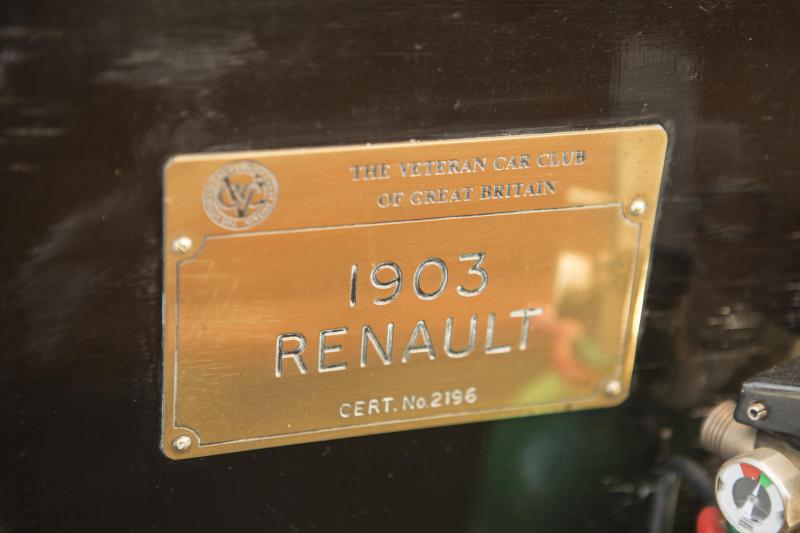 THE VETERAN CAR CLUB
OF GREAT BRITAIN
1903
RENAULT
CERT. No. 2196